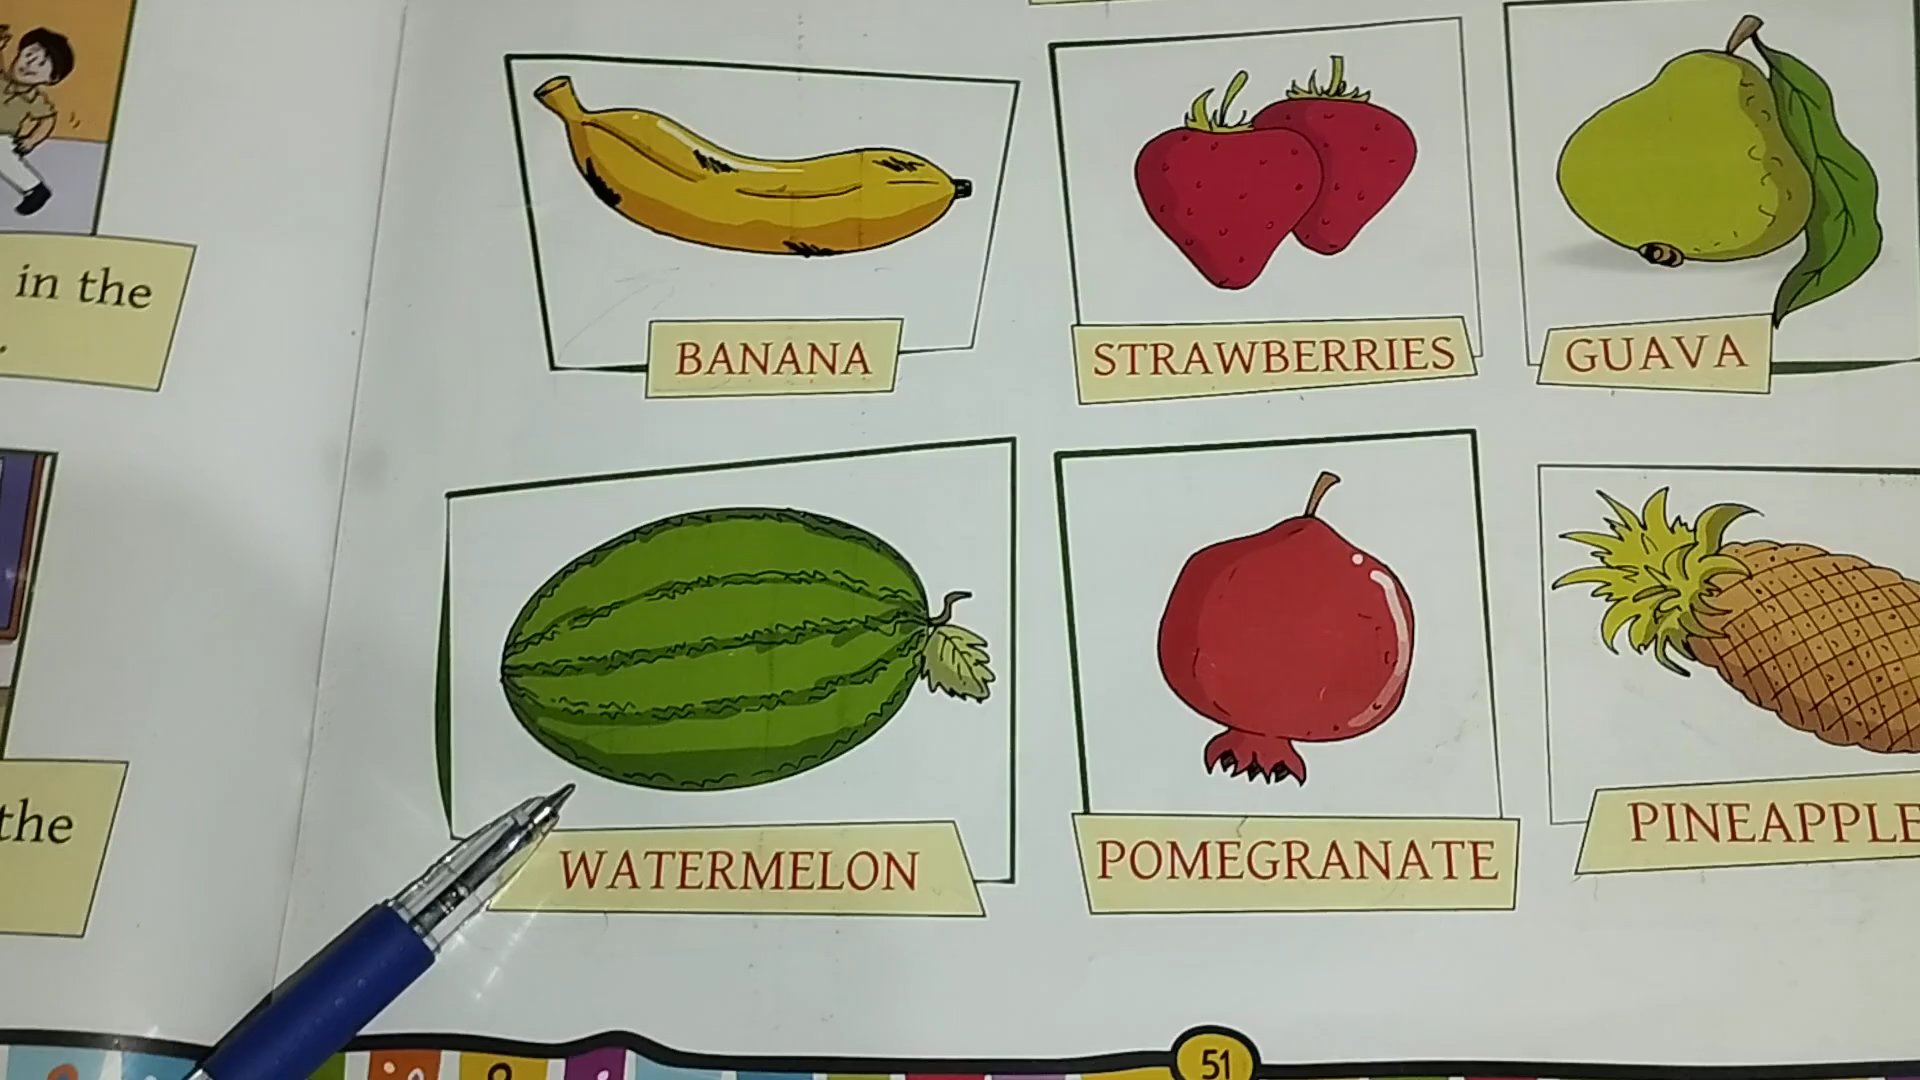 in the
the
BANANA
STRAWBERRIES
GUAVA
WATERMELON
POMEGRANATE
PINEAPPLE
51